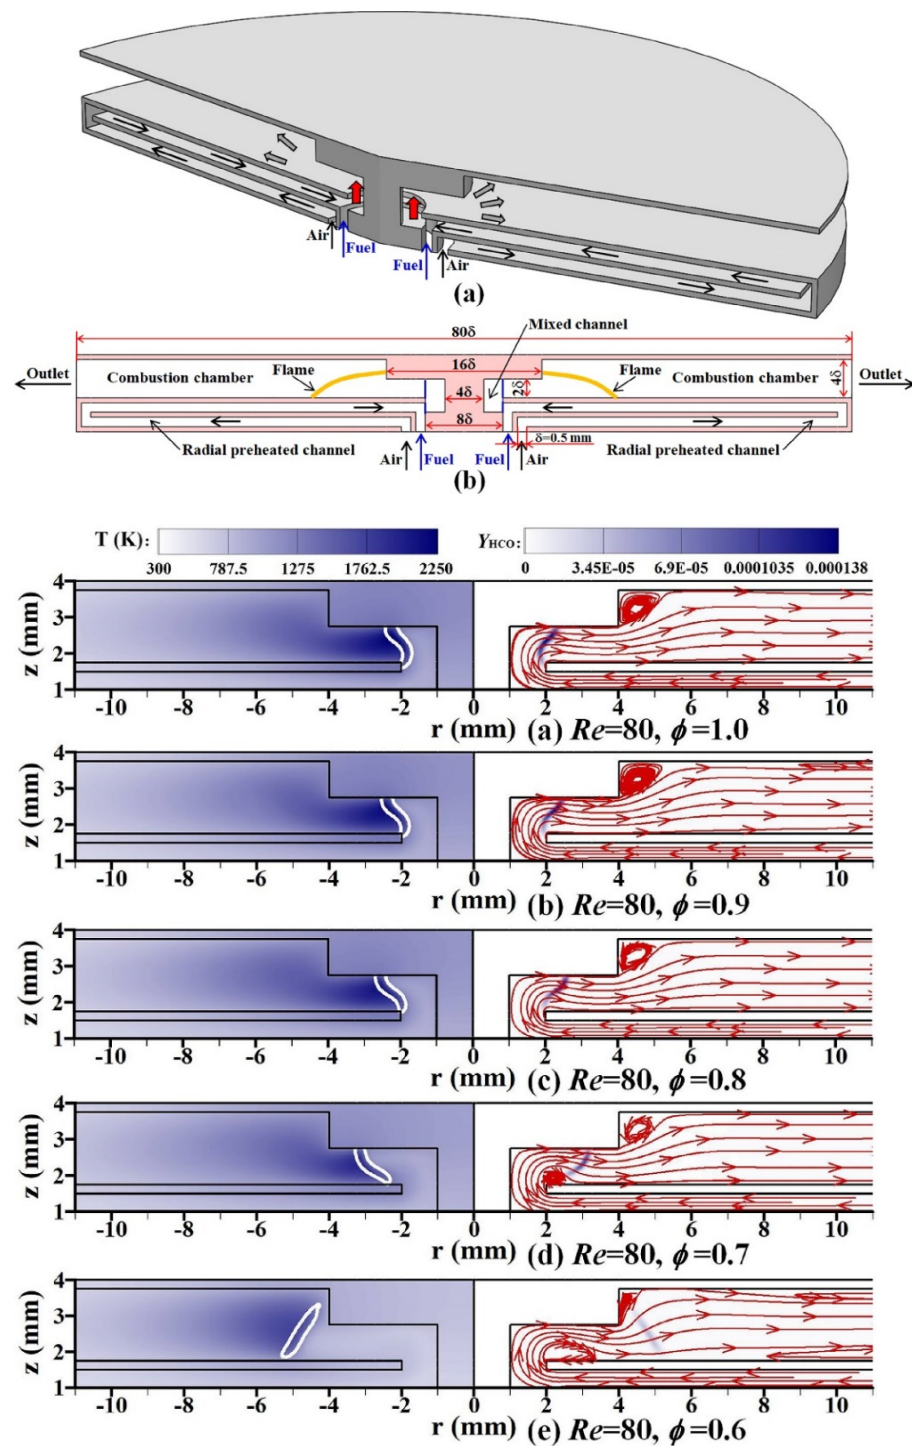 Air
Fuel
Fuel
Air
(a)
80δ
Mixed channel
Outlet
Combustion chamber
Flame
16δ
4δ
2δ
8δ
Flame
Combustion chamber
4δ
Outlet
Radial preheated channel
Air
Fuel
Fuel
Air
δ=0.5 mm
Radial preheated channel
(b)
T (K):
300 787.5 1275 1762.5 2250
Y_HCO:
0 3.45E-05 6.9E-05 0.0001035 0.000138
z (mm)
4
3
2
1
-10 -8 -6 -4 -2 0 2 4 6 8 10
r (mm) r (mm)
(a) Re=80, ϕ=1.0
z (mm)
4
3
2
1
-10 -8 -6 -4 -2 0 2 4 6 8 10
r (mm) r (mm)
(b) Re=80, ϕ=0.9
z (mm)
4
3
2
1
-10 -8 -6 -4 -2 0 2 4 6 8 10
r (mm) r (mm)
(c) Re=80, ϕ=0.8
z (mm)
4
3
2
1
-10 -8 -6 -4 -2 0 2 4 6 8 10
r (mm) r (mm)
(d) Re=80, ϕ=0.7
z (mm)
4
3
2
1
-10 -8 -6 -4 -2 0 2 4 6 8 10
r (mm) r (mm)
(e) Re=80, ϕ=0.6